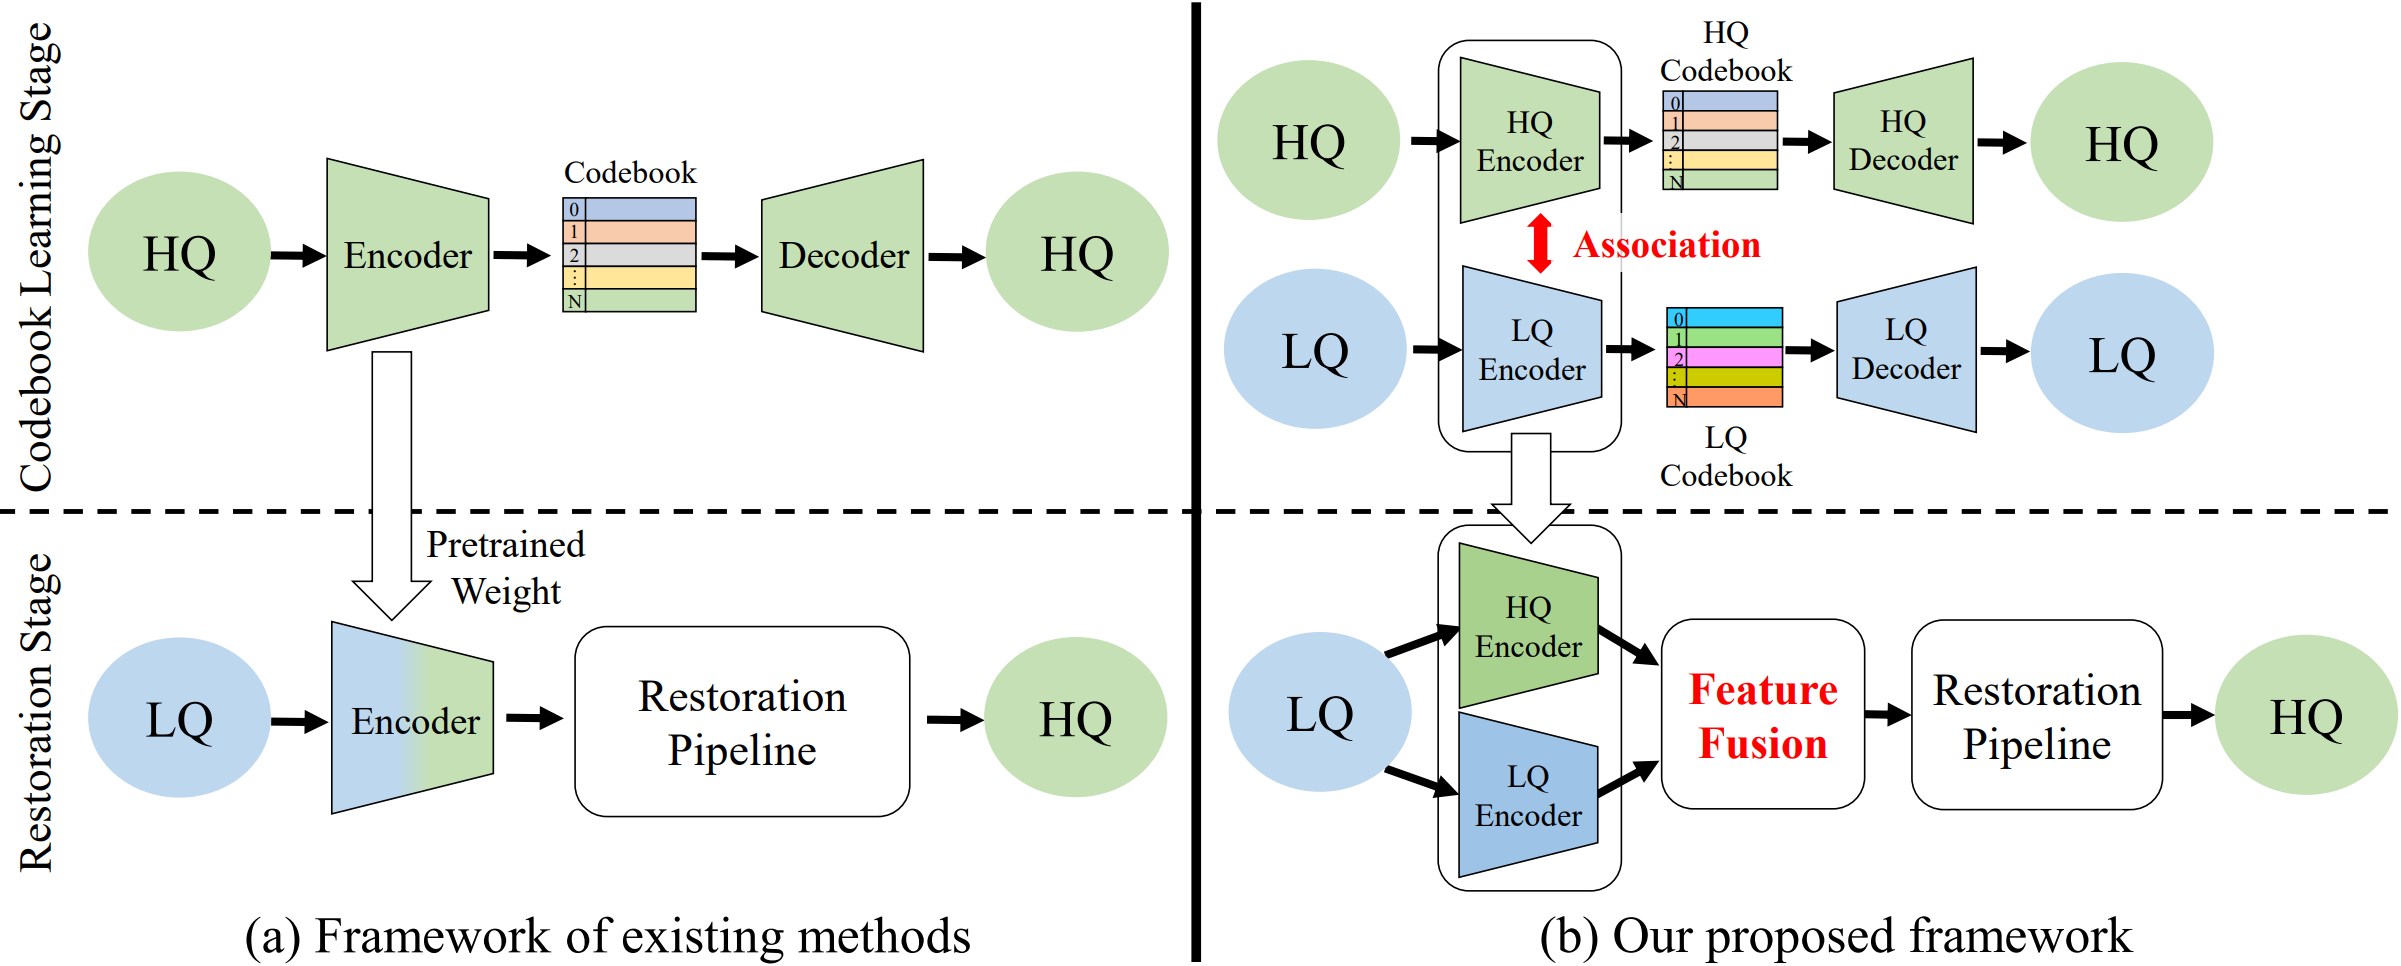 Codebook Learning Stage
HQ
Encoder
Codebook
0
1
2
⋮
N
Decoder
HQ
Pretrained
Weight
Restoration Stage
LQ
Encoder
Restoration
Pipeline
HQ
(a) Framework of existing methods
HQ
HQ
Encoder
HQ
Codebook
0
1
2
⋮
N
HQ
Decoder
HQ
Association
LQ
LQ
Encoder
0
1
2
⋮
N
LQ
Codebook
LQ
Decoder
LQ
LQ
HQ
Encoder
LQ
Encoder
Feature
Fusion
Restoration
Pipeline
HQ
(b) Our proposed framework